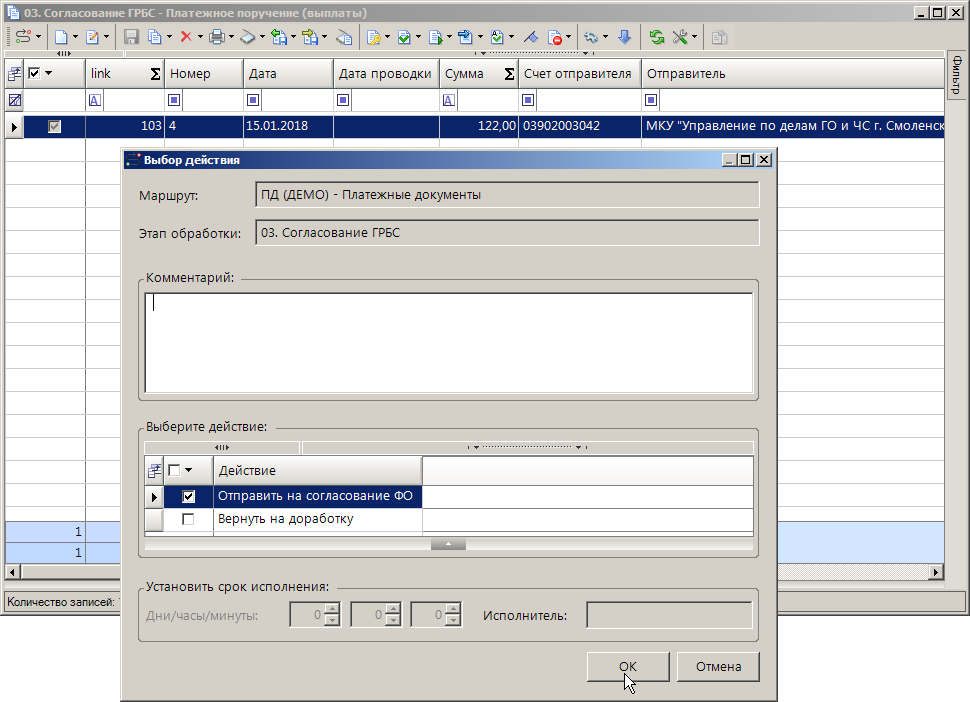 03. Согласование ГРБС - Платежное поручение (выплаты)
Фильтр
link Σ Номер Дата Дата проводки Сумма Σ Счет отправителя Отправитель
103 4 15.01.2018 122,00 03902003042 МКУ "Управление по делам ГО и ЧС г. Смоленск
Выбор действия
Маршрут: ПД (ДЕМО) - Платежные документы
Этап обработки: 03. Согласование ГРБС
Комментарий:
Выберите действие:
Действие
Отправить на согласование ФО
Вернуть на доработку
1
1
Установить срок исполнения:
Количество записей:
Дни/часы/минуты: 0 0 0 Исполнитель:
ОК Отмена